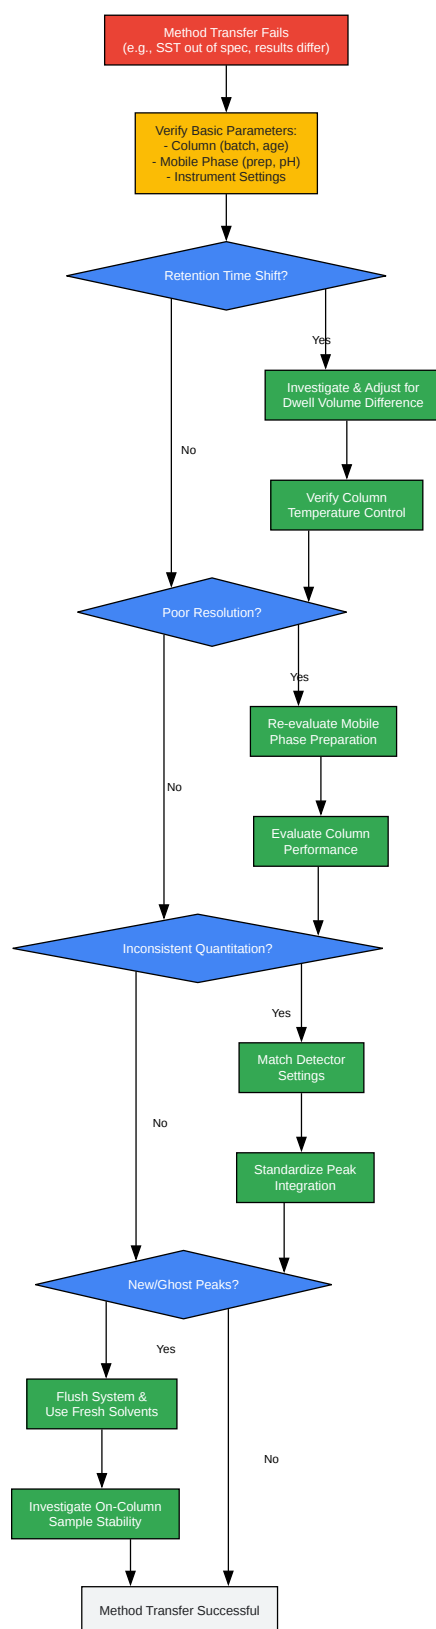 Method Transfer Fails
(e.g., SST out of spec, results differ)
Verify Basic Parameters:
- Column (batch, age)
- Mobile Phase (prep, pH)
- Instrument Settings
Retention Time Shift?
Yes
Investigate & Adjust for
Dwell Volume Difference
No
Verify Column
Temperature Control
Poor Resolution?
Yes
Re-evaluate Mobile
Phase Preparation
No
Evaluate Column
Performance
Inconsistent Quantitation?
Yes
Match Detector
Settings
No
Standardize Peak
Integration
New/Ghost Peaks?
Yes
Flush System &
Use Fresh Solvents
No
Investigate On-Column
Sample Stability
Method Transfer Successful